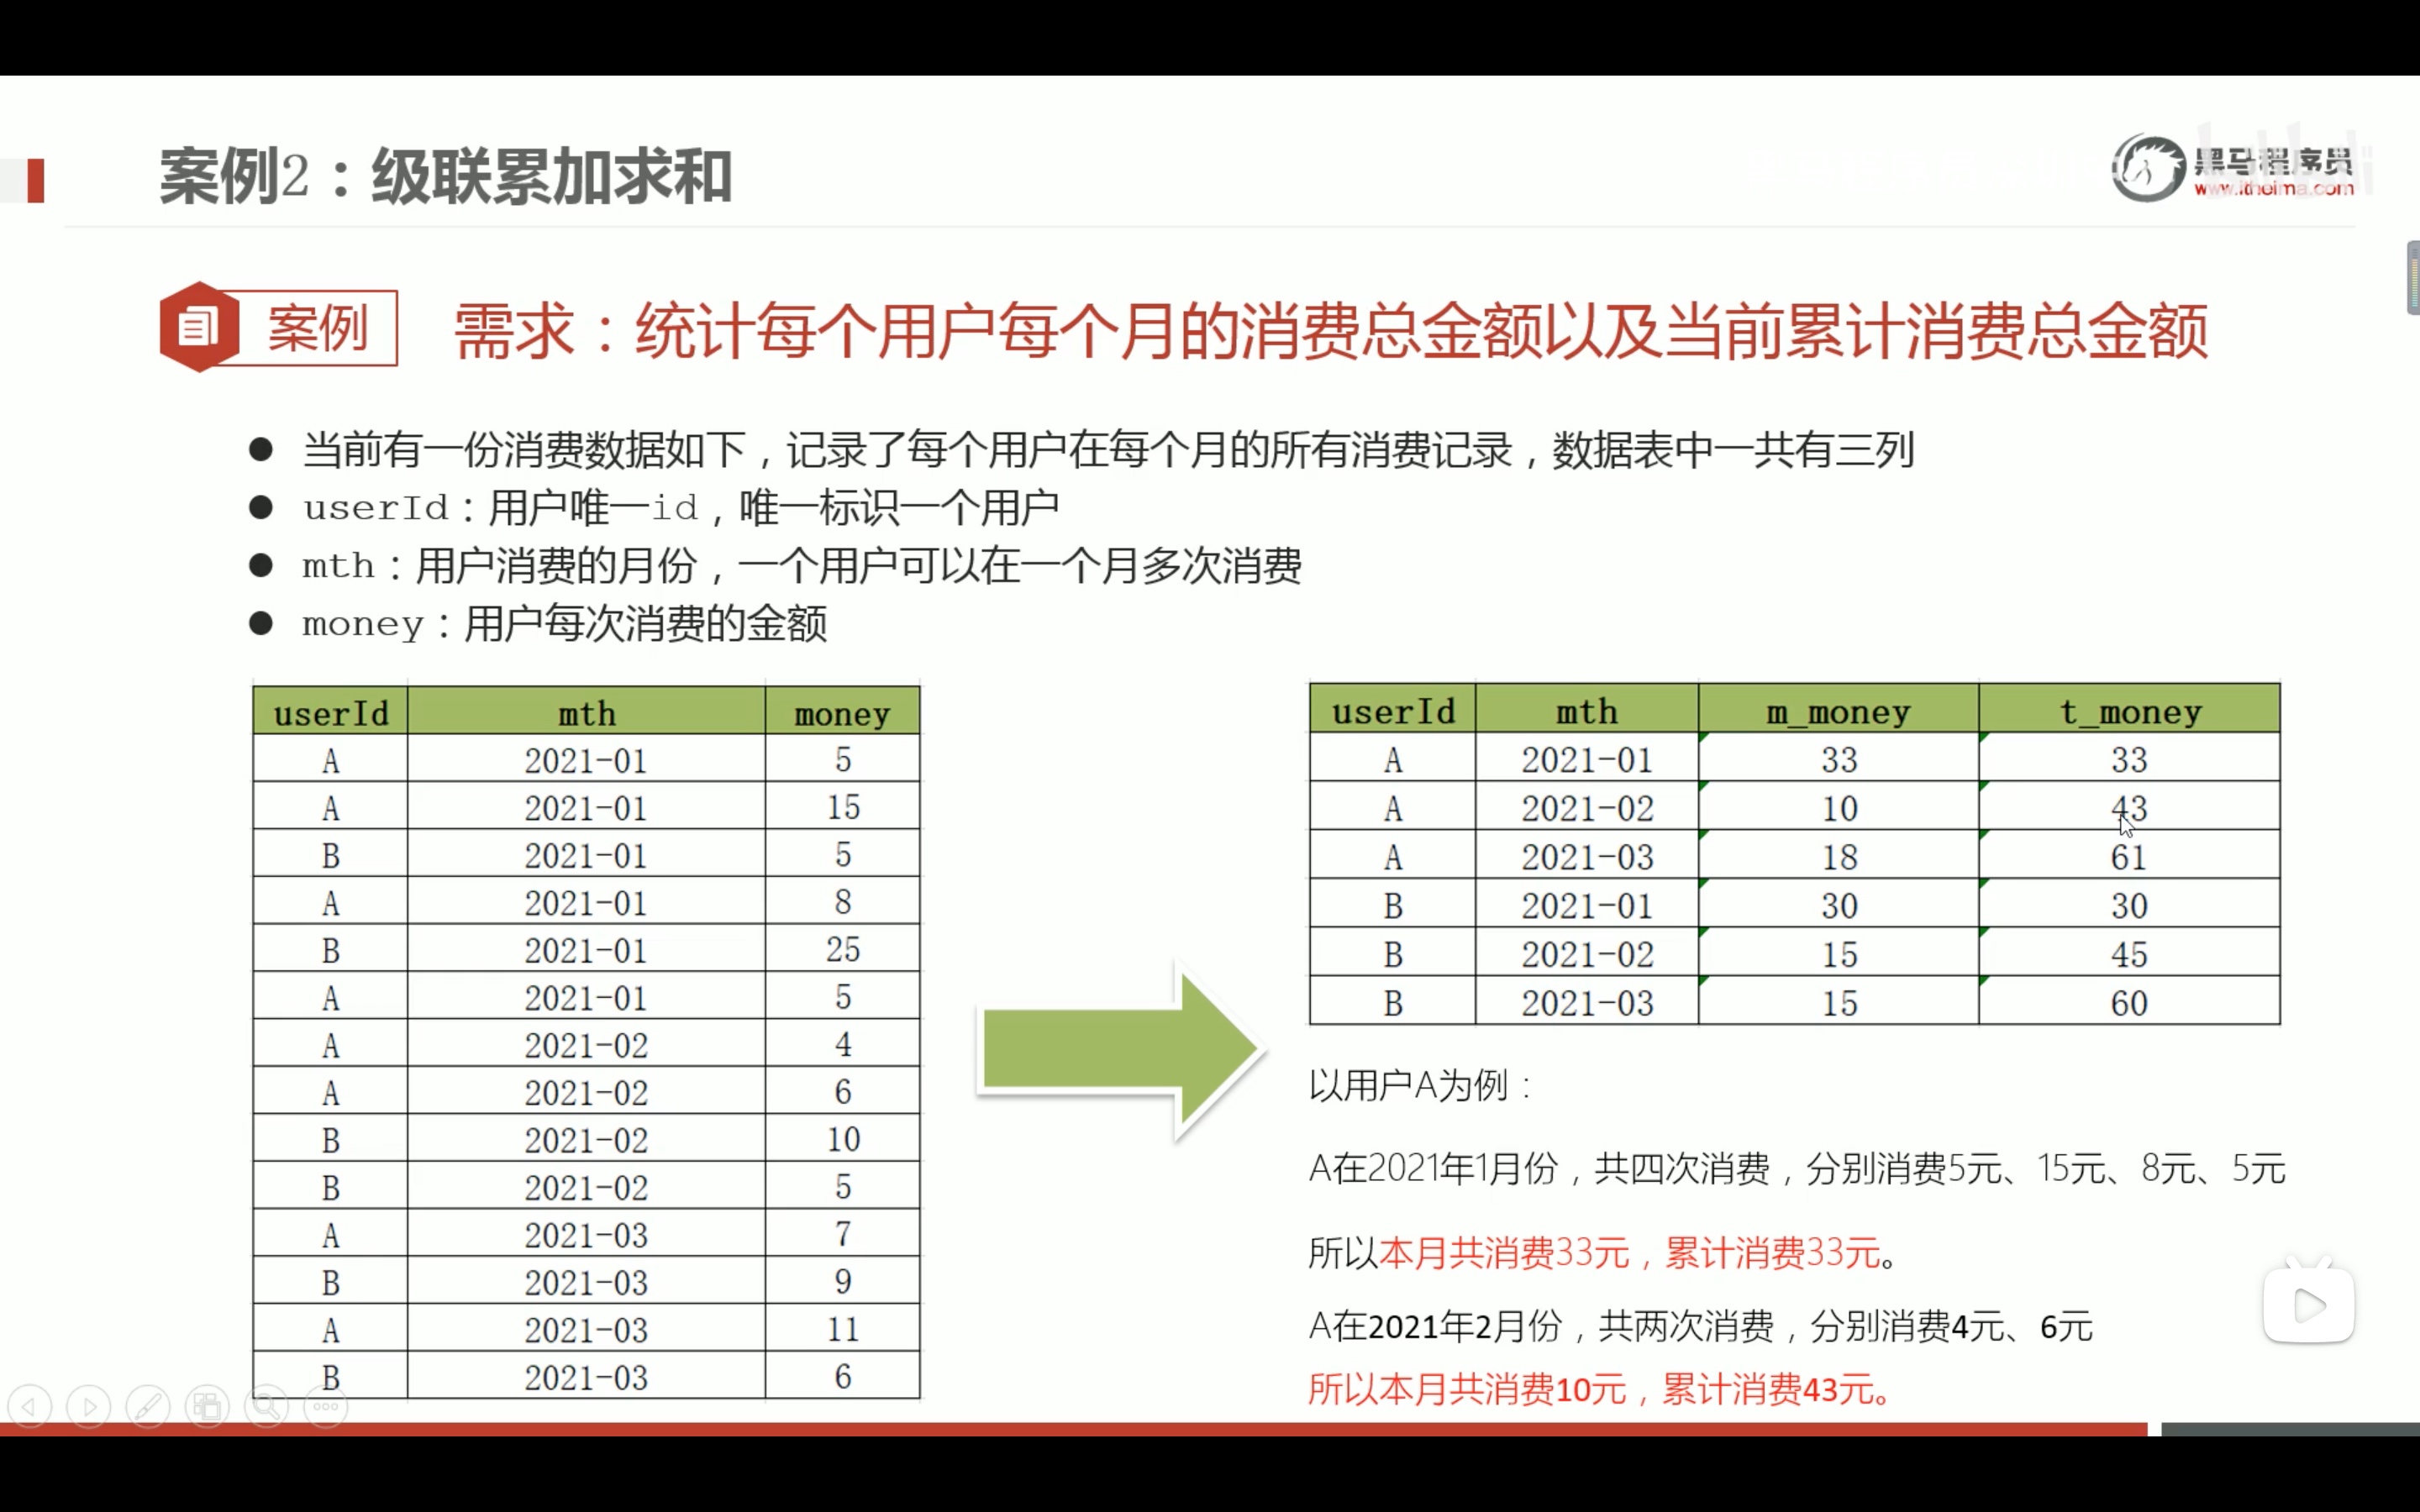 案例2：级联累加求和
黑马程序员
www.itheima.com
案例
需求：统计每个用户每个月的消费总金额以及当前累计消费总金额
● 当前有一份消费数据如下，记录了每个用户在每个月的所有消费记录，数据表中一共有三列
● userId：用户唯一id，唯一标识一个用户
● mth：用户消费的月份，一个用户可以在一个月多次消费
● money：用户每次消费的金额
userId mth money
A 2021-01 5
A 2021-01 15
B 2021-01 5
A 2021-01 8
B 2021-01 25
A 2021-01 5
A 2021-02 4
A 2021-02 6
B 2021-02 10
B 2021-02 5
A 2021-03 7
B 2021-03 9
A 2021-03 11
B 2021-03 6
userId mth m_money t_money
A 2021-01 33 33
A 2021-02 10 43
A 2021-03 18 61
B 2021-01 30 30
B 2021-02 15 45
B 2021-03 15 60
以用户A为例：
A在2021年1月份，共四次消费，分别消费5元、15元、8元、5元
所以本月共消费33元，累计消费33元。
A在2021年2月份，共两次消费，分别消费4元、6元
所以本月共消费10元，累计消费43元。